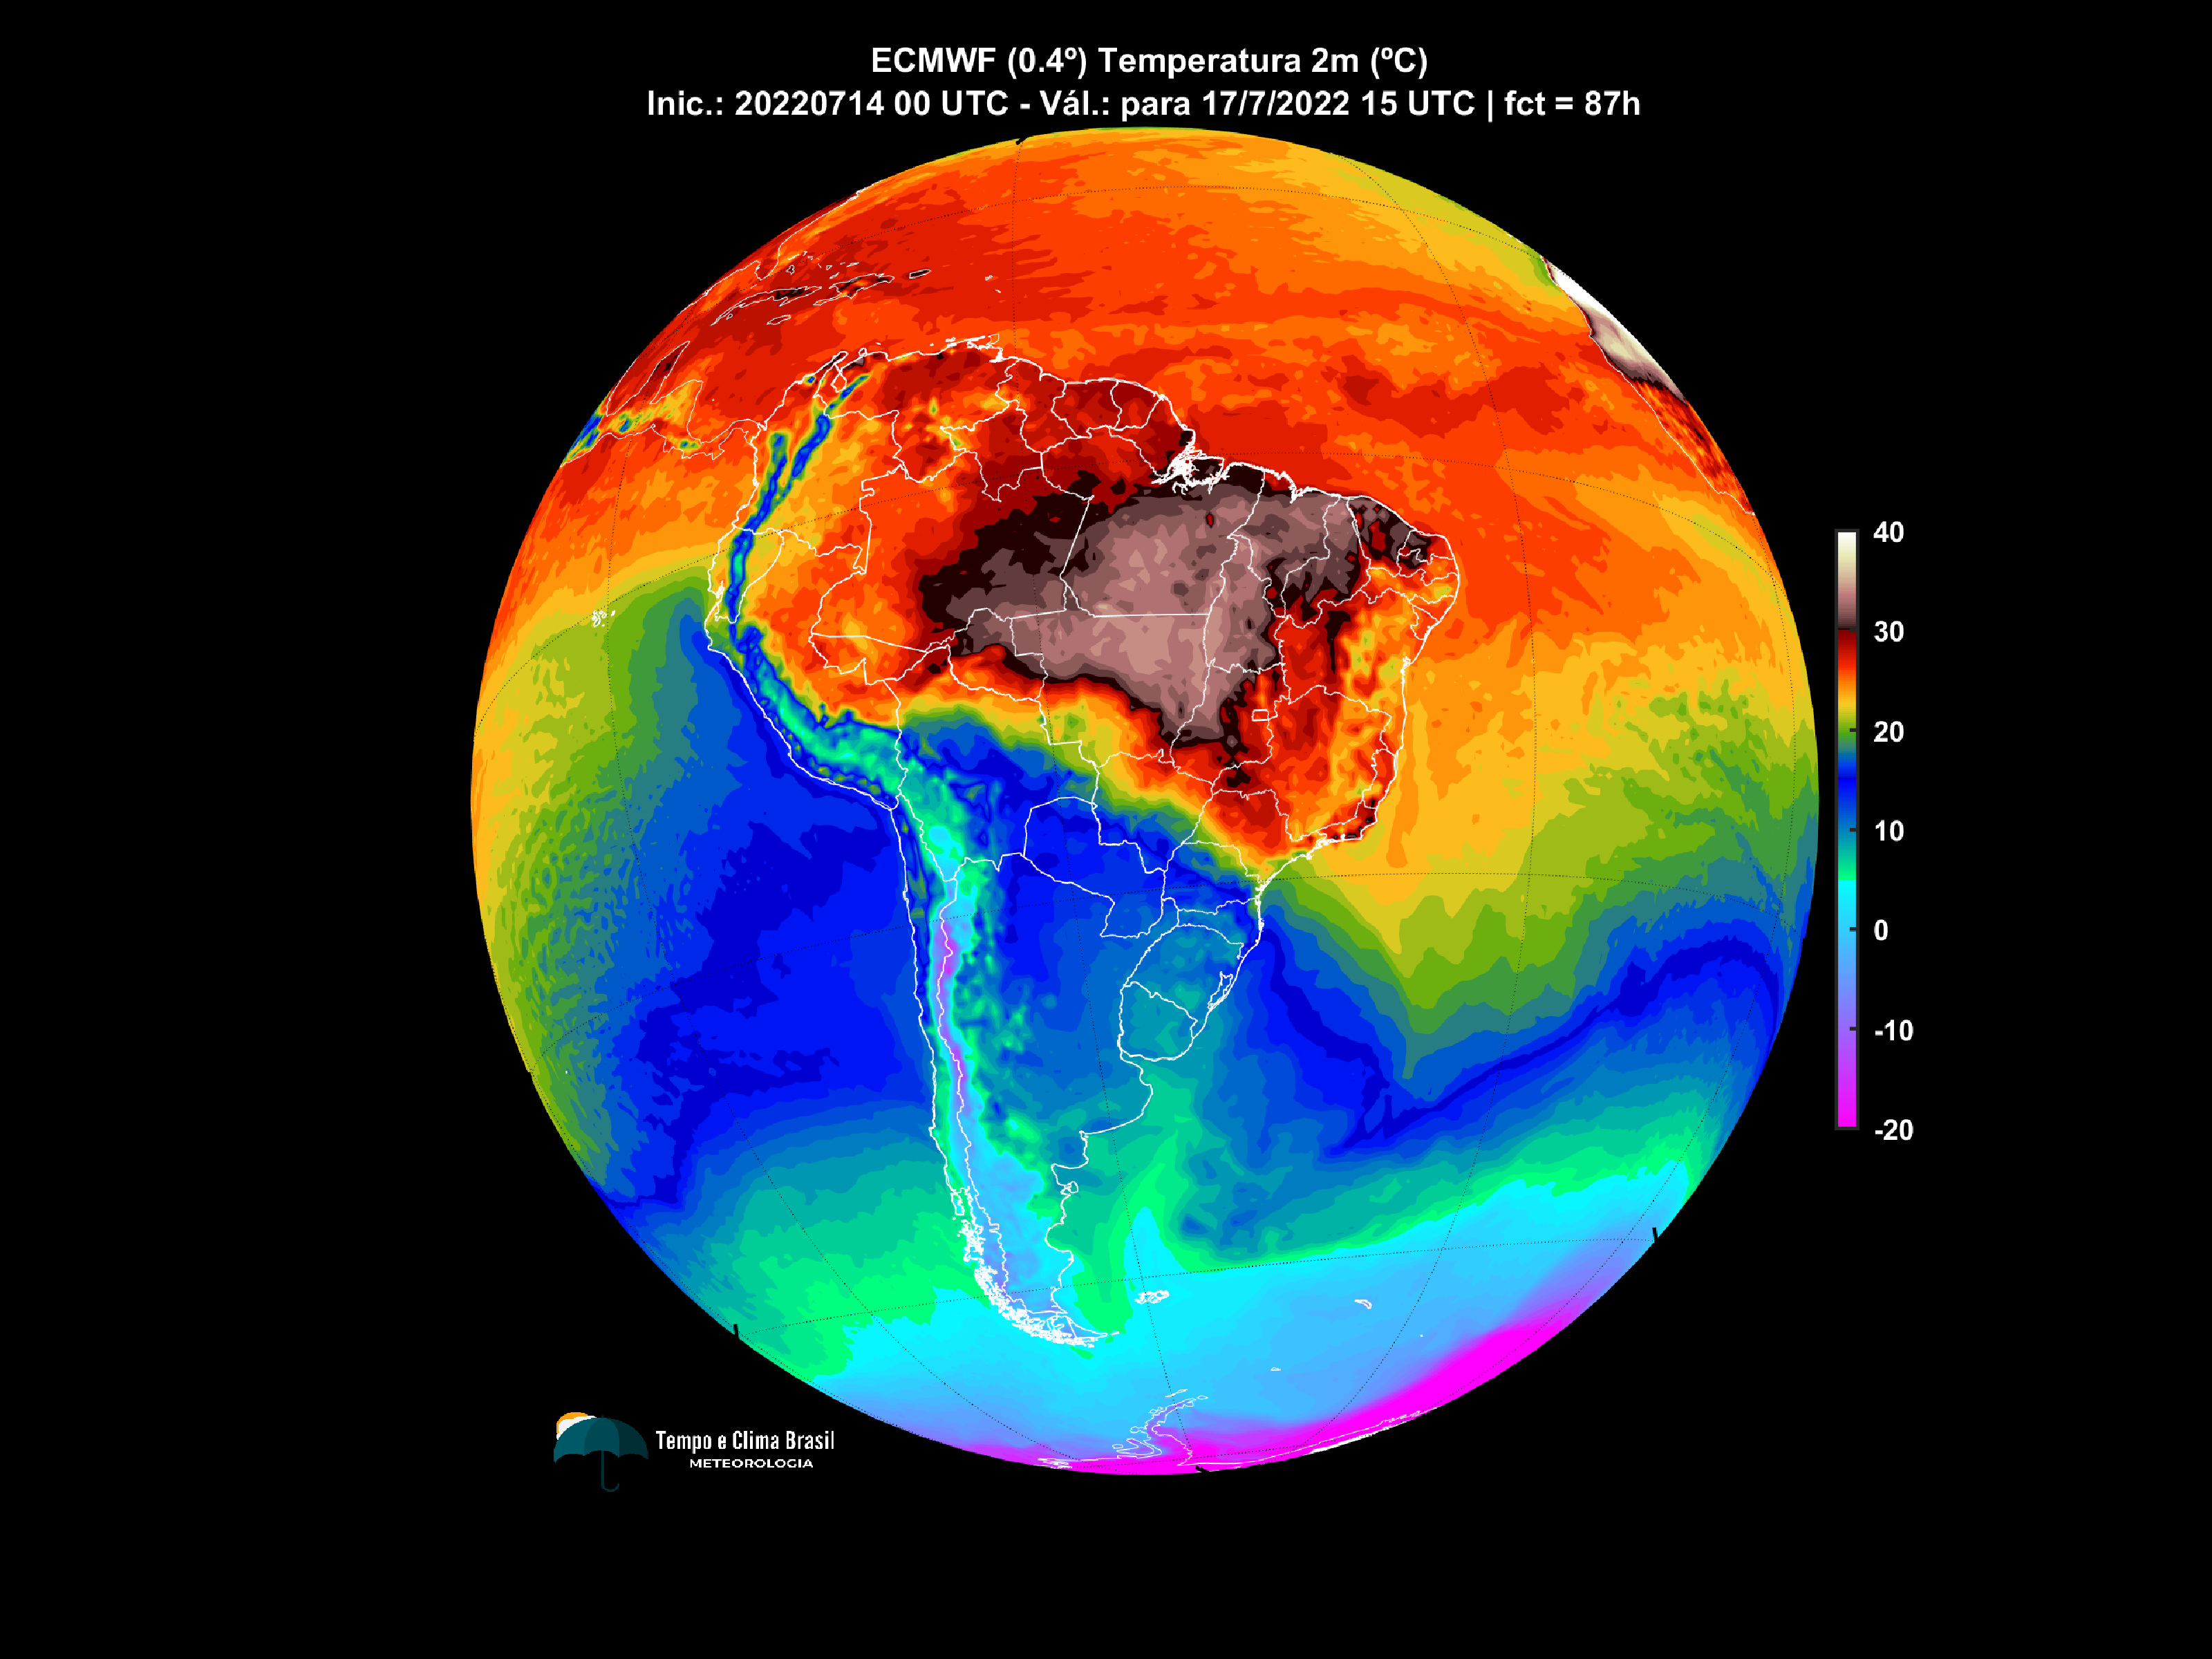 ECMWF (0.4º) Temperatura 2m (ºC)
Inic.: 20220714 00 UTC - Vál.: para 17/7/2022 15 UTC | fct = 87h
40
30
20
10
0
-10
-20
Tempo e Clima Brasil
METEOROLOGIA